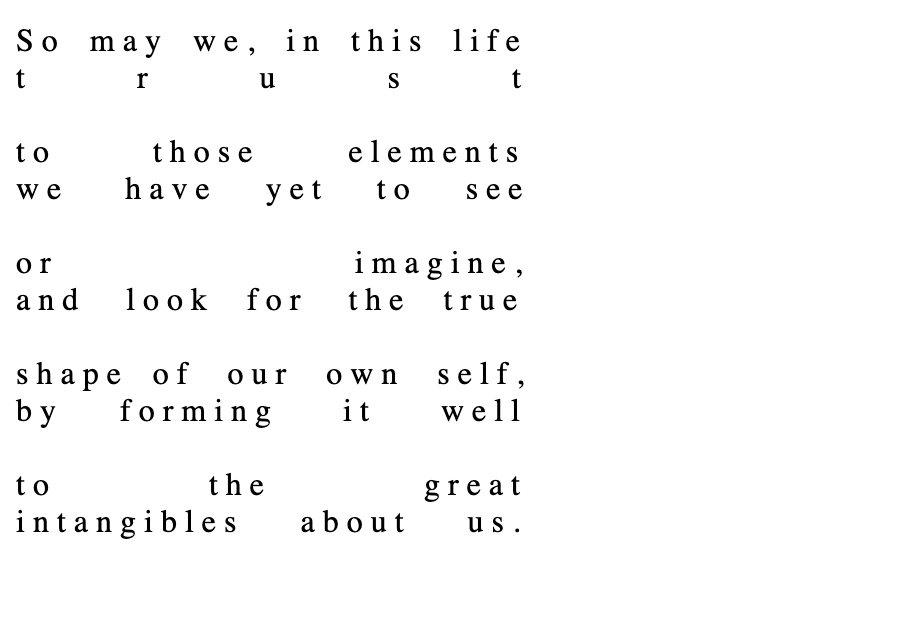 So may we, in this life
trust
to those elements
we have yet to see
or imagine,
and look for the true
shape of our own self,
by forming it well
to the great
intangibles about us.